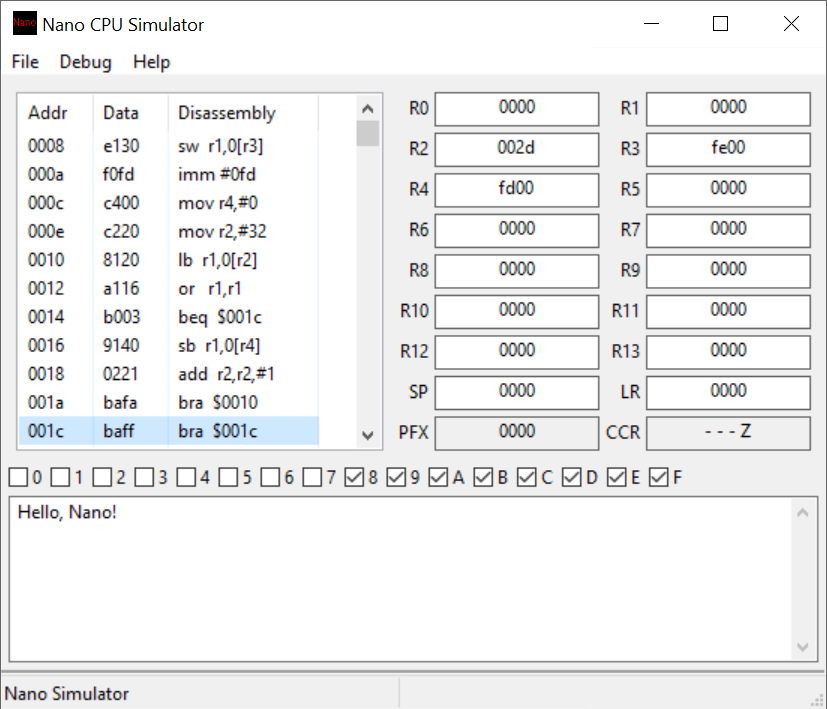 Nano Nano CPU Simulator
File Debug Help
Addr Data Disassembly
0008 e130 sw r1,0[r3]
000a f0fd imm #0fd
000c c400 mov r4,#0
000e c220 mov r2,#32
0010 8120 lb r1,0[r2]
0012 a116 or r1,r1
0014 b003 beq $001c
0016 9140 sb r1,0[r4]
0018 0221 add r2,r2,#1
001a bafa bra $0010
001c baff bra $001c
R0 0000 R1 0000
R2 002d R3 fe00
R4 fd00 R5 0000
R6 0000 R7 0000
R8 0000 R9 0000
R10 0000 R11 0000
R12 0000 R13 0000
SP 0000 LR 0000
PFX 0000 CCR - - - Z
0 1 2 3 4 5 6 7 8 9 A B C D E F
Hello, Nano!
Nano Simulator